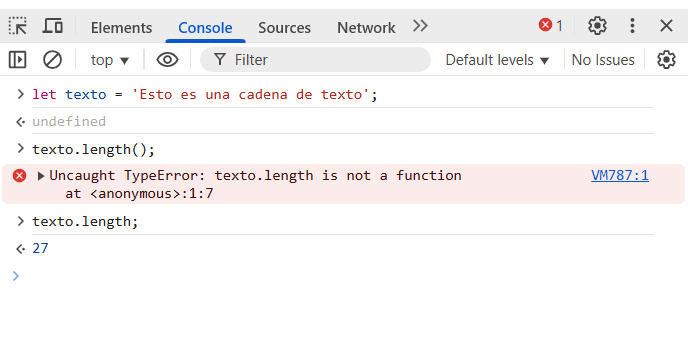 Elements Console Sources Network 1
top Filter Default levels No Issues
let texto = 'Esto es una cadena de texto';
undefined
texto.length();
Uncaught TypeError: texto.length is not a function VM787:1
at <anonymous>:1:7
texto.length;
27